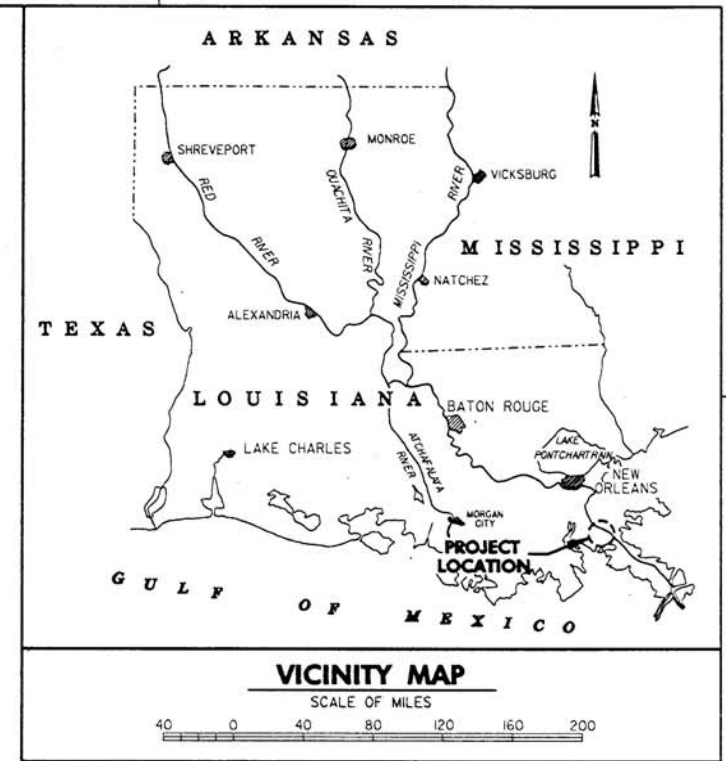 ARKANSAS
SHREVEPORT
MONROE
N
VICKSBURG
RED
RIVER
OUACHITA
RIVER
MISSISSIPPI
RIVER
MISSISSIPPI
NATCHEZ
ALEXANDRIA
TEXAS
LOUISIANA
BATON ROUGE
LAKE
PONTCHARTRAIN
LAKE CHARLES
ATCHAFALAYA
RIVER
NEW
ORLEANS
MORGAN
CITY
PROJECT
LOCATION
GULF OF MEXICO
VICINITY MAP
SCALE OF MILES
40 0 40 80 120 160 200